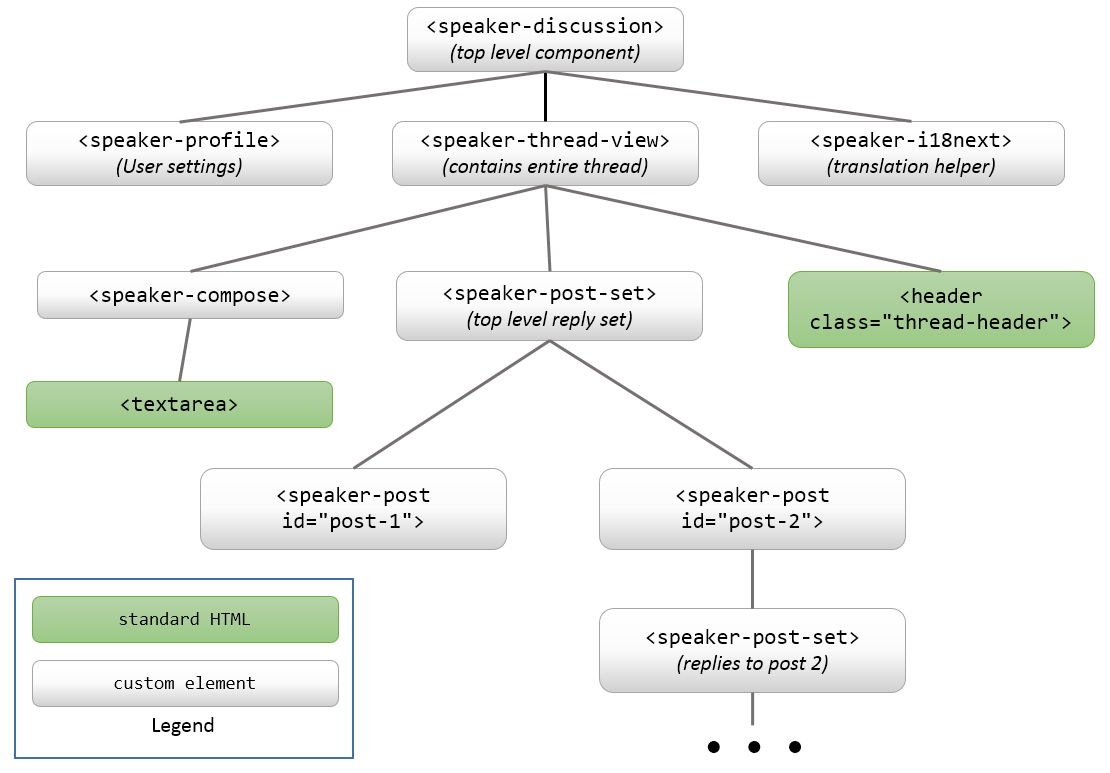 <speaker-discussion>
(top level component)
<speaker-profile>
(User settings)
<speaker-thread-view>
(contains entire thread)
<speaker-i18next>
(translation helper)
<speaker-compose>
<speaker-post-set>
(top level reply set)
<header
class="thread-header">
<textarea>
<speaker-post
id="post-1">
<speaker-post
id="post-2">
<speaker-post-set>
(replies to post 2)
standard HTML
custom element
Legend